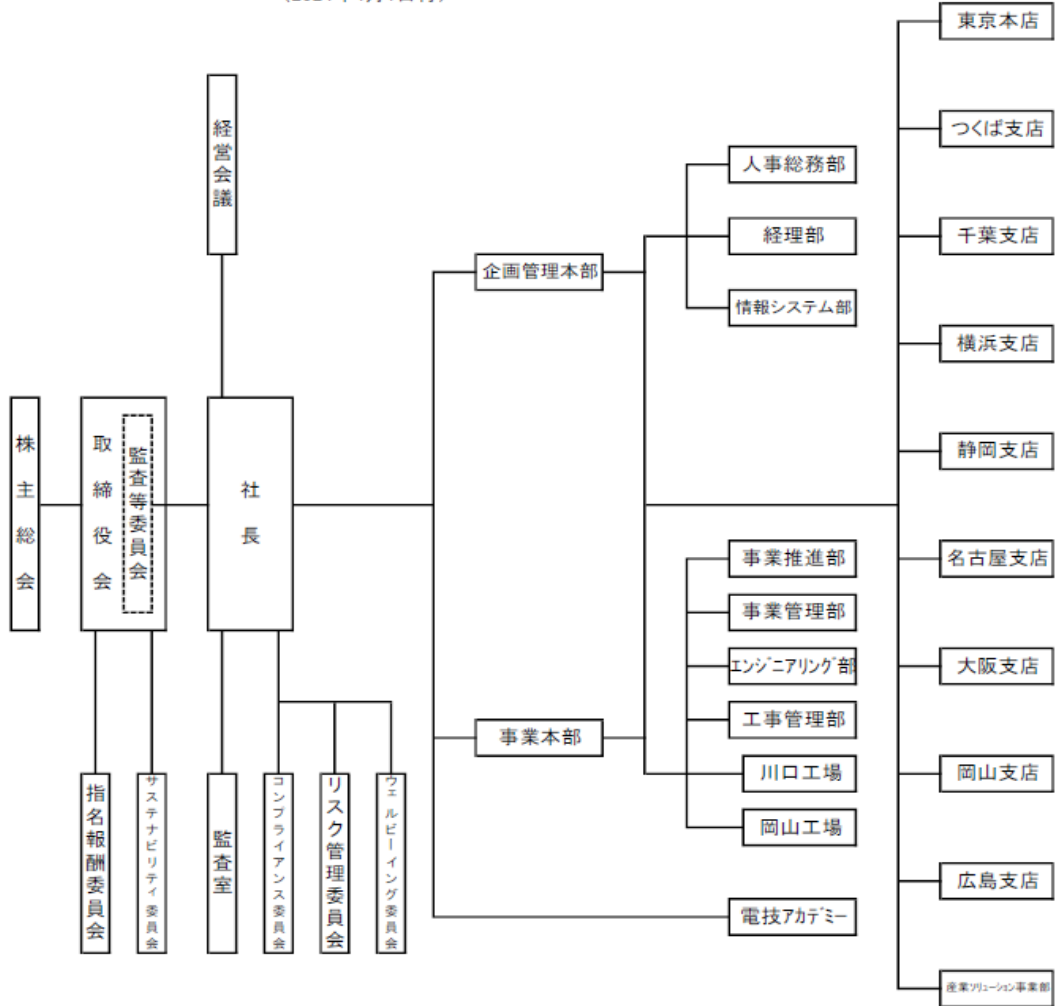 東京本店
つくば支店
千葉支店
横浜支店
静岡支店
名古屋支店
大阪支店
岡山支店
広島支店
産業ソリューション事業部
経営会議
人事総務部
経理部
情報システム部
企画管理本部
株主総会
取締役会
監査等委員会
社長
事業推進部
事業管理部
エンジニアリング部
工事管理部
川口工場
岡山工場
事業本部
電技アカデミー
指名報酬委員会
サステナビリティ委員会
監査室
コンプライアンス委員会
リスク管理委員会
ウェルビーイング委員会